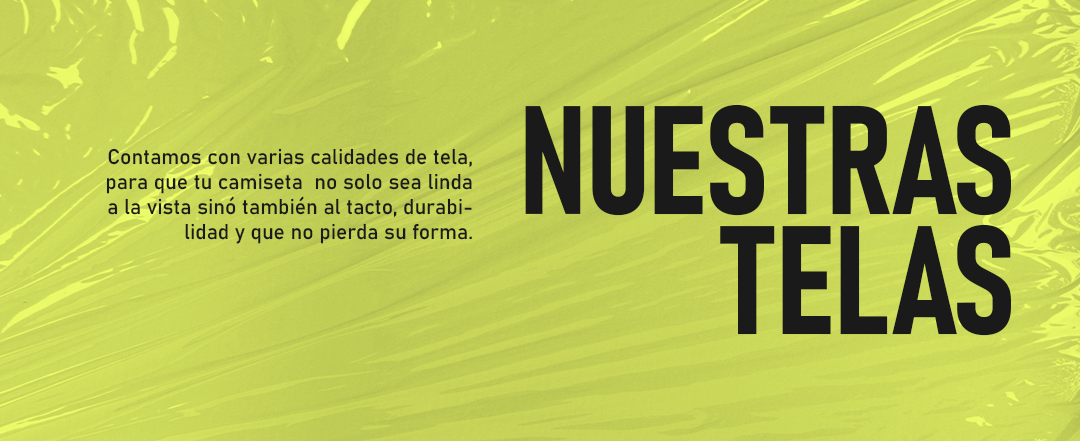 Contamos con varias calidades de tela,
para que tu camiseta  no solo sea linda
a la vista sinó también al tacto, durabi-
lidad y que no pierda su forma.
NUESTRAS
TELAS